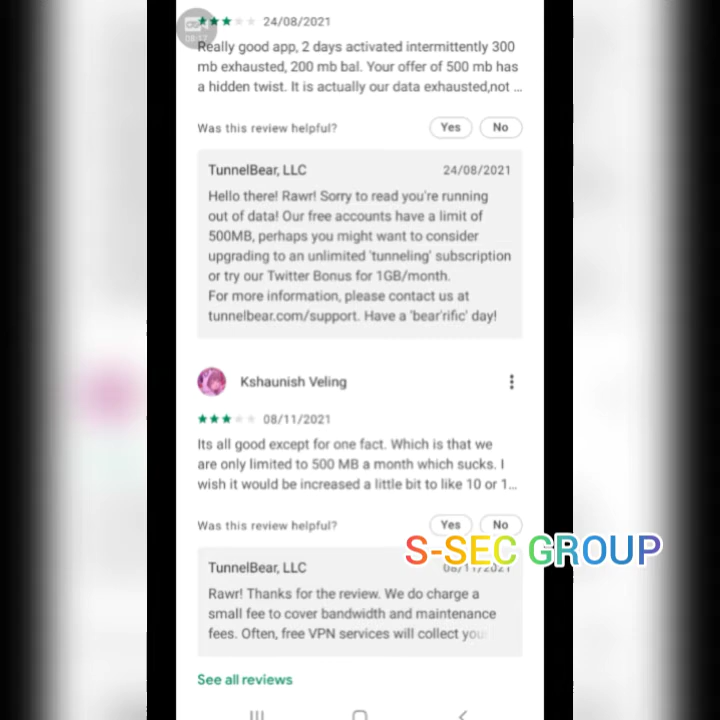 24/08/2021
Really good app, 2 days activated intermittently 300
mb exhausted, 200 mb bal. Your offer of 500 mb has
a hidden twist. It is actually our data exhausted,not ...
Was this review helpful?
Yes
No
TunnelBear, LLC
24/08/2021
Hello there! Rawr! Sorry to read you're running
out of data! Our free accounts have a limit of
500MB, perhaps you might want to consider
upgrading to an unlimited 'tunneling' subscription
or try our Twitter Bonus for 1GB/month.
For more information, please contact us at
tunnelbear.com/support. Have a 'bear'rific' day!
Kshaunish Veling
08/11/2021
Its all good except for one fact. Which is that we
are only limited to 500 MB a month which sucks. I
wish it would be increased a little bit to like 10 or 1...
Was this review helpful?
Yes
No
S-SEC GROUP
TunnelBear, LLC
08/11/2021
Rawr! Thanks for the review. We do charge a
small fee to cover bandwidth and maintenance
fees. Often, free VPN services will collect your
See all reviews